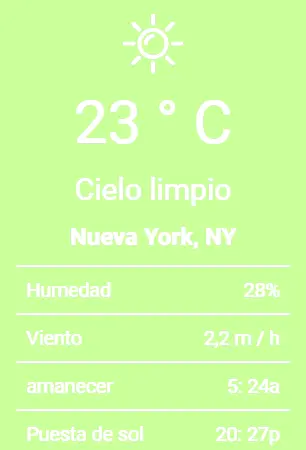 23 ° C
Cielo limpio
Nueva York, NY
Humedad 28%
Viento 2,2 m / h
amanecer 5: 24a
Puesta de sol 20: 27p